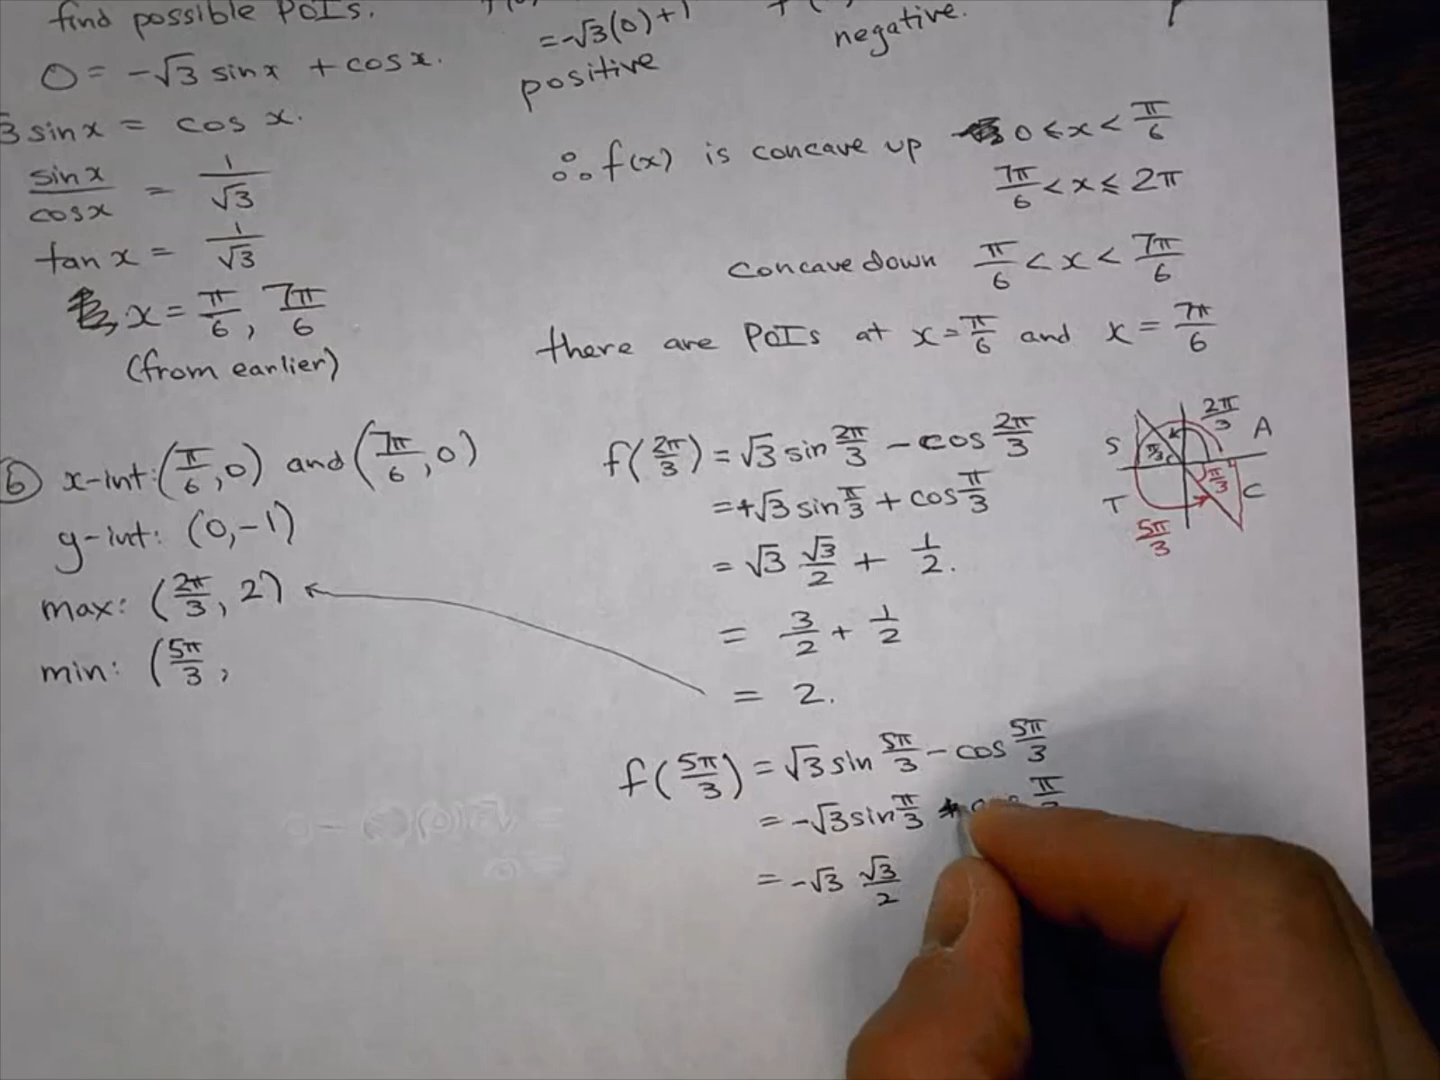 find possible POIs.
0 = -√3 sinx + cosx.
3 sinx = cos x.
sinx/cosx = 1/√3
tan x = 1/√3
x = π/6, 7π/6
(from earlier)
= -√3(0)+1
positive
negative.
∴ f(x) is concave up 0 ≤ x < π/6
7π/6 < x ≤ 2π
concave down π/6 < x < 7π/6
there are POIs at x = π/6 and x = 7π/6
6 x-int: (π/6, 0) and (7π/6, 0)
y-int: (0, -1)
max: (2π/3, 2)
min: (5π/3,
f(2π/3) = √3 sin 2π/3 - cos 2π/3
= +√3 sin π/3 + cos π/3
= √3 √3/2 + 1/2.
= 3/2 + 1/2
= 2.
f(5π/3) = √3 sin 5π/3 - cos 5π/3
= -√3 sin π/3
= -√3 √3/2
2π/3
S A
π/3 π/3
T C
5π/3